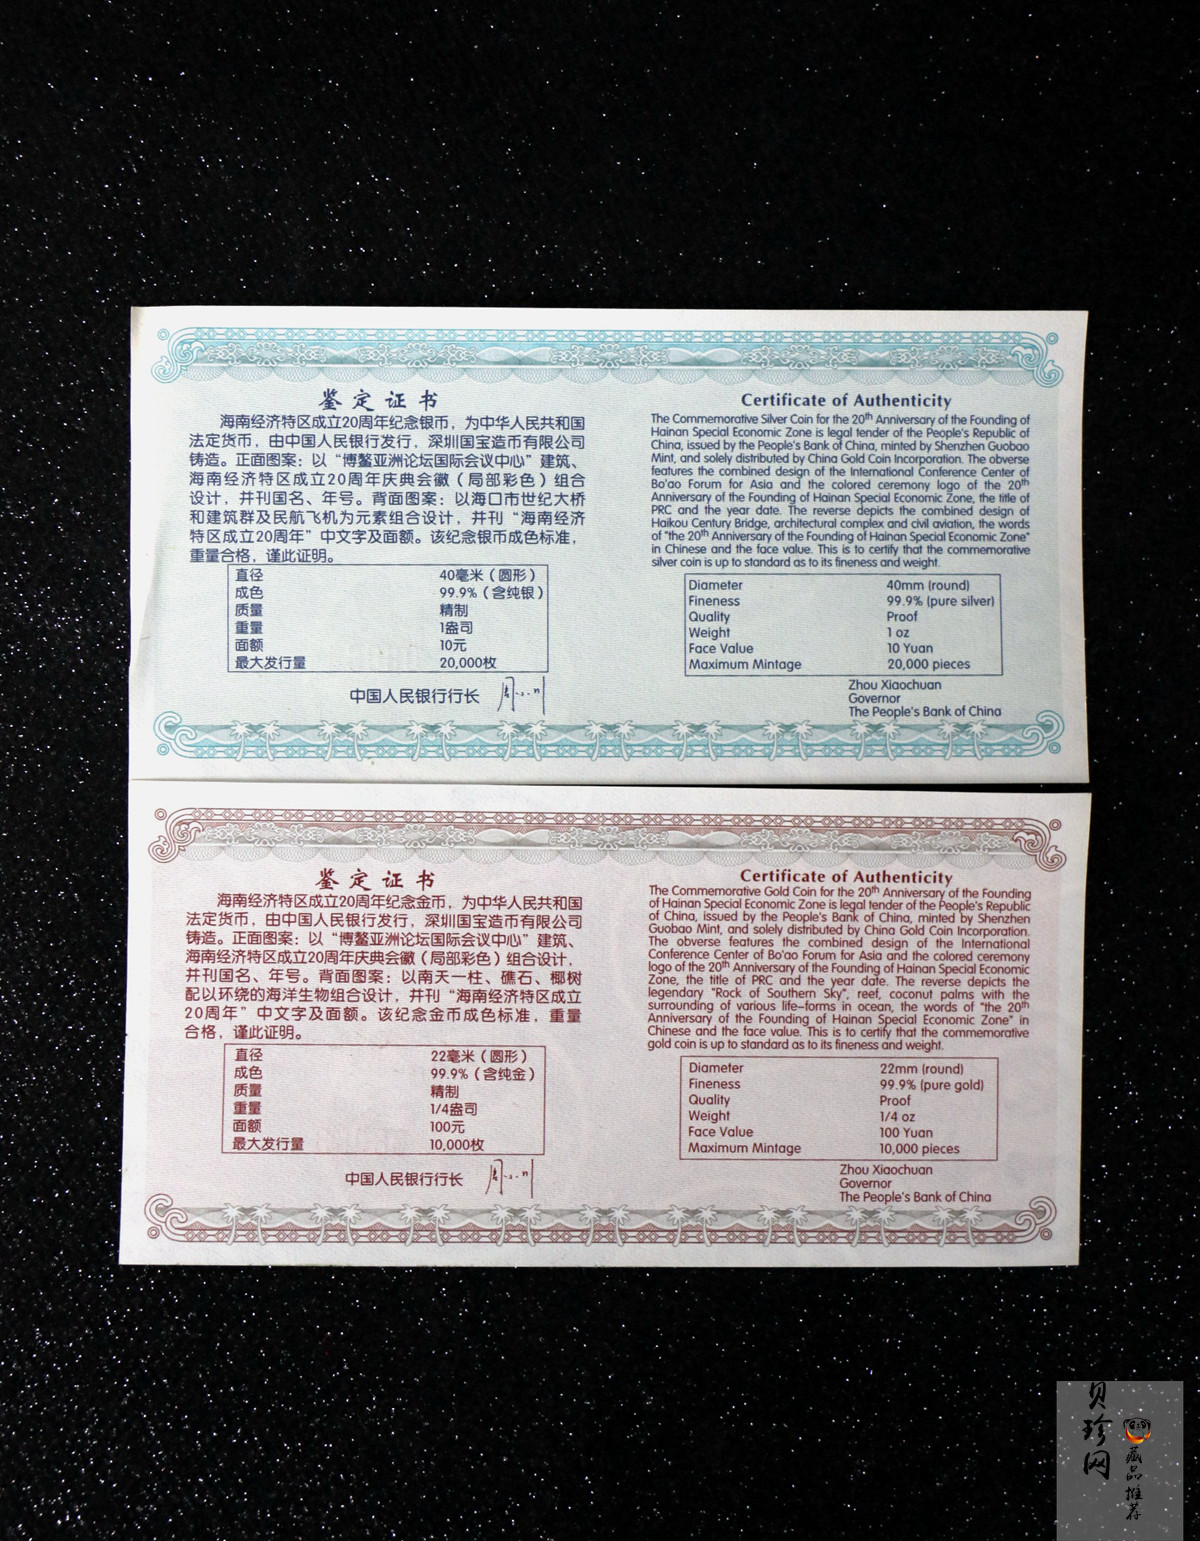 鉴定证书
海南经济特区成立20周年纪念银币，为中华人民共和国
法定货币，由中国人民银行发行，深圳国宝造币有限公司
铸造。正面图案：以“博鳌亚洲论坛国际会议中心”建筑、
海南经济特区成立20周年庆典会徽（局部彩色）组合
设计，并刊国名、年号。背面图案：以海口市世纪大桥
和建筑群及民航飞机为元素组合设计，并刊“海南经济
特区成立20周年”中文字及面额。该纪念银币成色标准，
重量合格，谨此证明。
直径 40毫米（圆形）
成色 99.9%（含纯银）
质量 精制
重量 1盎司
面额 10元
最大发行量 20,000枚
中国人民银行行长
Certificate of Authenticity
The Commemorative Silver Coin for the 20th Anniversary of the Founding of
Hainan Special Economic Zone is legal tender of the People's Republic of
China, issued by the People's Bank of China, minted by Shenzhen Guobao
Mint, and solely distributed by China Gold Coin Incorporation. The obverse
features the combined design of the International Conference Center of
Bo'ao Forum for Asia and the colored ceremony logo of the 20th
Anniversary of the Founding of Hainan Special Economic Zone, the title of
PRC and the year date. The reverse depicts the combined design of
Haikou Century Bridge, architectural complex and civil aviation, the words
of "the 20th Anniversary of the Founding of Hainan Special Economic Zone"
in Chinese and the face value. This is to certify that the commemorative
silver coin is up to standard as to its fineness and weight.
Diameter 40mm (round)
Fineness 99.9% (pure silver)
Quality Proof
Weight 1 oz
Face Value 10 Yuan
Maximum Mintage 20,000 pieces
Zhou Xiaochuan
Governor
The People's Bank of China
鉴定证书
海南经济特区成立20周年纪念金币，为中华人民共和国
法定货币，由中国人民银行发行，深圳国宝造币有限公司
铸造。正面图案：以“博鳌亚洲论坛国际会议中心”建筑、
海南经济特区成立20周年庆典会徽（局部彩色）组合设计，
并刊国名、年号。背面图案：以南天一柱、礁石、椰树
配以环绕的海洋生物组合设计，并刊“海南经济特区成立
20周年”中文字及面额。该纪念金币成色标准，重量
合格，谨此证明。
直径 22毫米（圆形）
成色 99.9%（含纯金）
质量 精制
重量 1/4盎司
面额 100元
最大发行量 10,000枚
中国人民银行行长
Certificate of Authenticity
The Commemorative Gold Coin for the 20th Anniversary of the Founding
of Hainan Special Economic Zone is legal tender of the People's Republic
of China, issued by the People's Bank of China, minted by Shenzhen
Guobao Mint, and solely distributed by China Gold Coin Incorporation.
The obverse features the combined design of the International
Conference Center of Bo'ao Forum for Asia and the colored ceremony
logo of the 20th Anniversary of the Founding of Hainan Special Economic
Zone, the title of PRC and the year date. The reverse depicts the
legendary "Rock of Southern Sky", reef, coconut palms with the
surrounding of various life-forms in ocean, the words of "the 20th
Anniversary of the Founding of Hainan Special Economic Zone" in
Chinese and the face value. This is to certify that the commemorative
gold coin is up to standard as to its fineness and weight.
Diameter 22mm (round)
Fineness 99.9% (pure gold)
Quality Proof
Weight 1/4 oz
Face Value 100 Yuan
Maximum Mintage 10,000 pieces
Zhou Xiaochuan
Governor
The People's Bank of China
贝珍网
藏品推荐